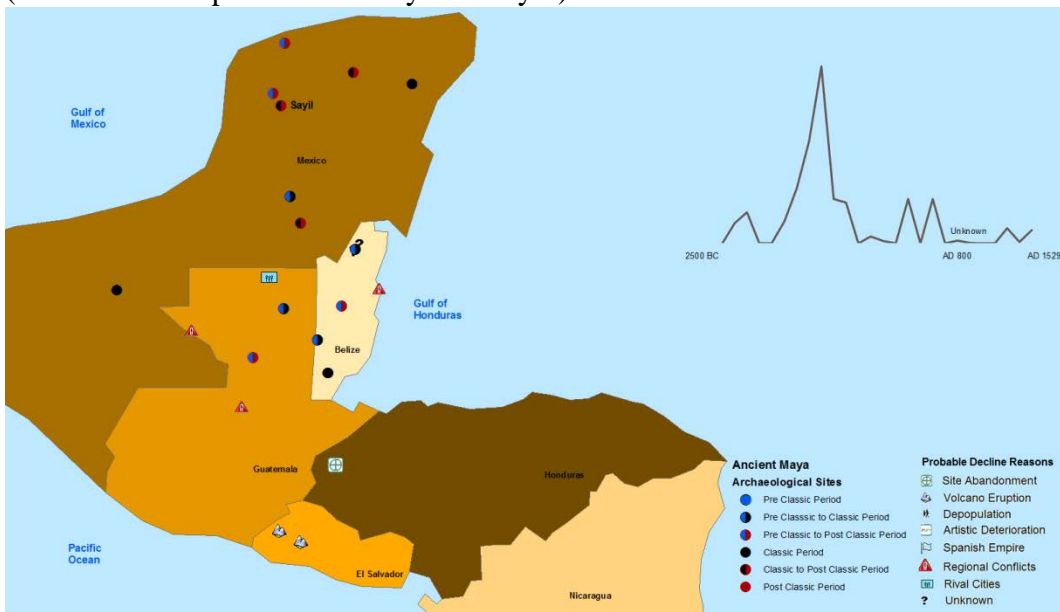 Gulf of
Mexico
Sayil
Mexico
Unknown
2500 BC
AD 800
AD 1529
?
Gulf of
Honduras
Belize
Guatemala
Honduras
Pacific
Ocean
El Salvador
Nicaragua
Ancient Maya
Archaeological Sites
Pre Classic Period
Pre Classsic to Classic Period
Pre Classic to Post Classic Period
Classic Period
Classic to Post Classic Period
Post Classic Period
Probable Decline Reasons
Site Abandonment
Volcano Eruption
Depopulation
Artistic Deterioration
Spanish Empire
Regional Conflicts
Rival Cities
? Unknown